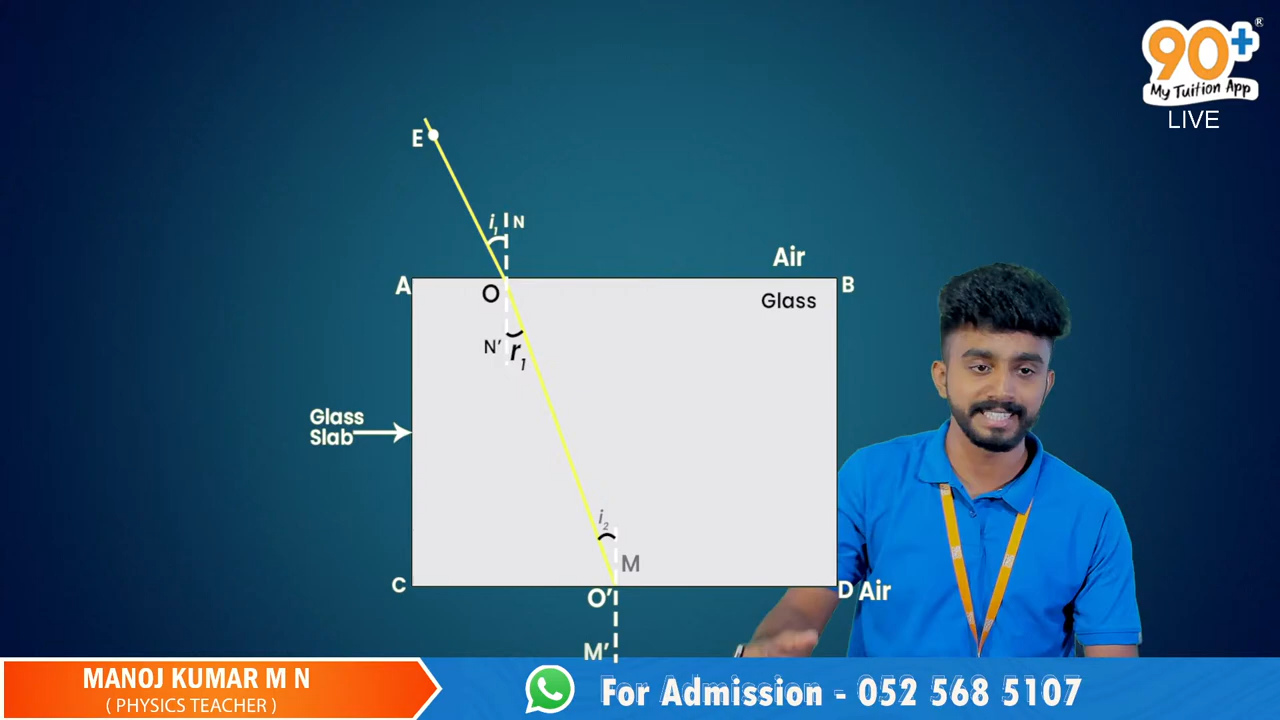 90+
®
My Tuition App
LIVE
E
i1
N
Air
A
B
O
Glass
N'
r1
Glass
Slab
i2
M
C
O'
D Air
M'
MANOJ KUMAR M N
( PHYSICS TEACHER )
For Admission - 052 568 5107